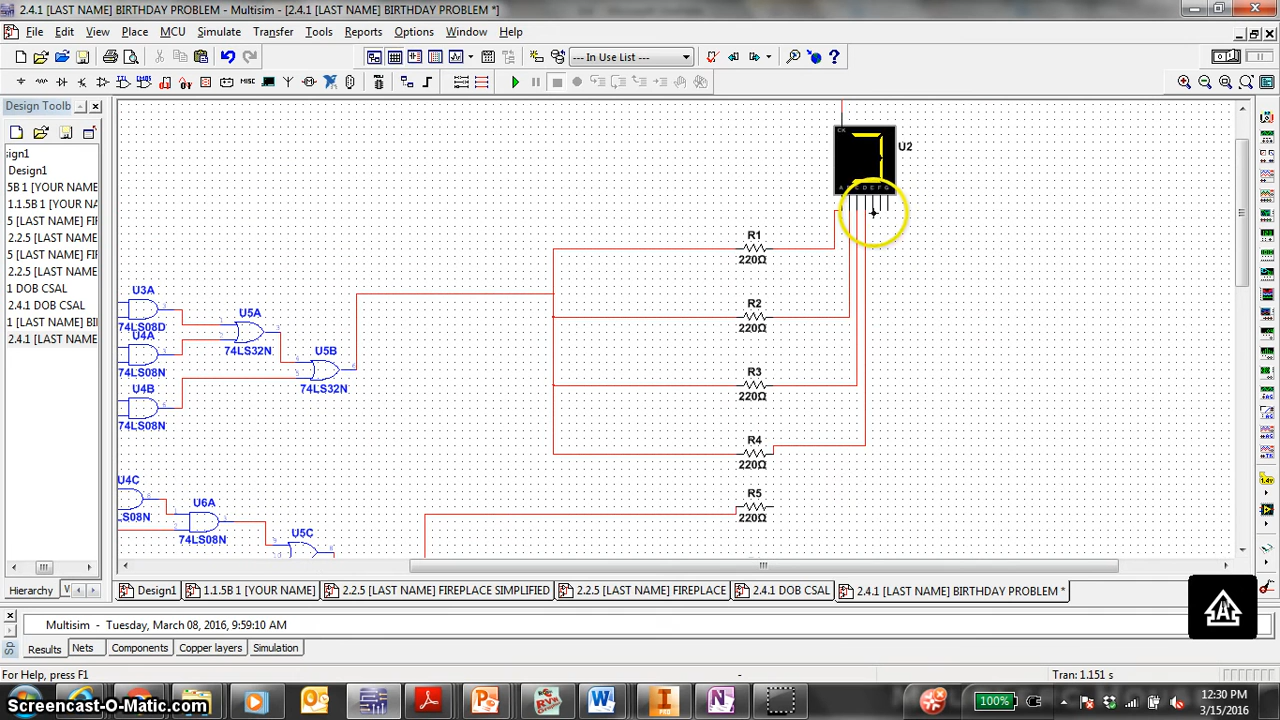 2.4.1 [LAST NAME] BIRTHDAY PROBLEM - Multisim - [2.4.1 [LAST NAME] BIRTHDAY PROBLEM *]
File Edit View Place MCU Simulate Transfer Tools Reports Options Window Help
--- In Use List ---
MISC
Design Toolb
sign1
Design1
5B 1 [YOUR NAME
1.1.5B 1 [YOUR N
5 [LAST NAME] FIRE
2.2.5 [LAST NAME
5 [LAST NAME] FIRE
2.2.5 [LAST NAME
1 DOB CSAL
2.4.1 DOB CSAL
1 [LAST NAME] BI
2.4.1 [LAST NAME
Hierarchy V
CK
U2
A B C D E F G
R1
220Ω
R2
220Ω
R3
220Ω
R4
220Ω
R5
220Ω
U3A
74LS08D
U4A
74LS08N
U4B
74LS08N
U5A
74LS32N
U5B
74LS32N
U4C
LS08N
U6A
74LS08N
U5C
1.4v
Design1 1.1.5B 1 [YOUR NAME] 2.2.5 [LAST NAME] FIREPLACE SIMPLIFIED 2.2.5 [LAST NAME] FIREPLACE 2.4.1 DOB CSAL 2.4.1 [LAST NAME] BIRTHDAY PROBLEM *
Multisim - Tuesday, March 08, 2016, 9:59:10 AM
Results Nets Components Copper layers Simulation
For Help, press F1 - Tran: 1.151 s
Screencast-O-Matic.com
100%
12:30 PM
3/15/2016